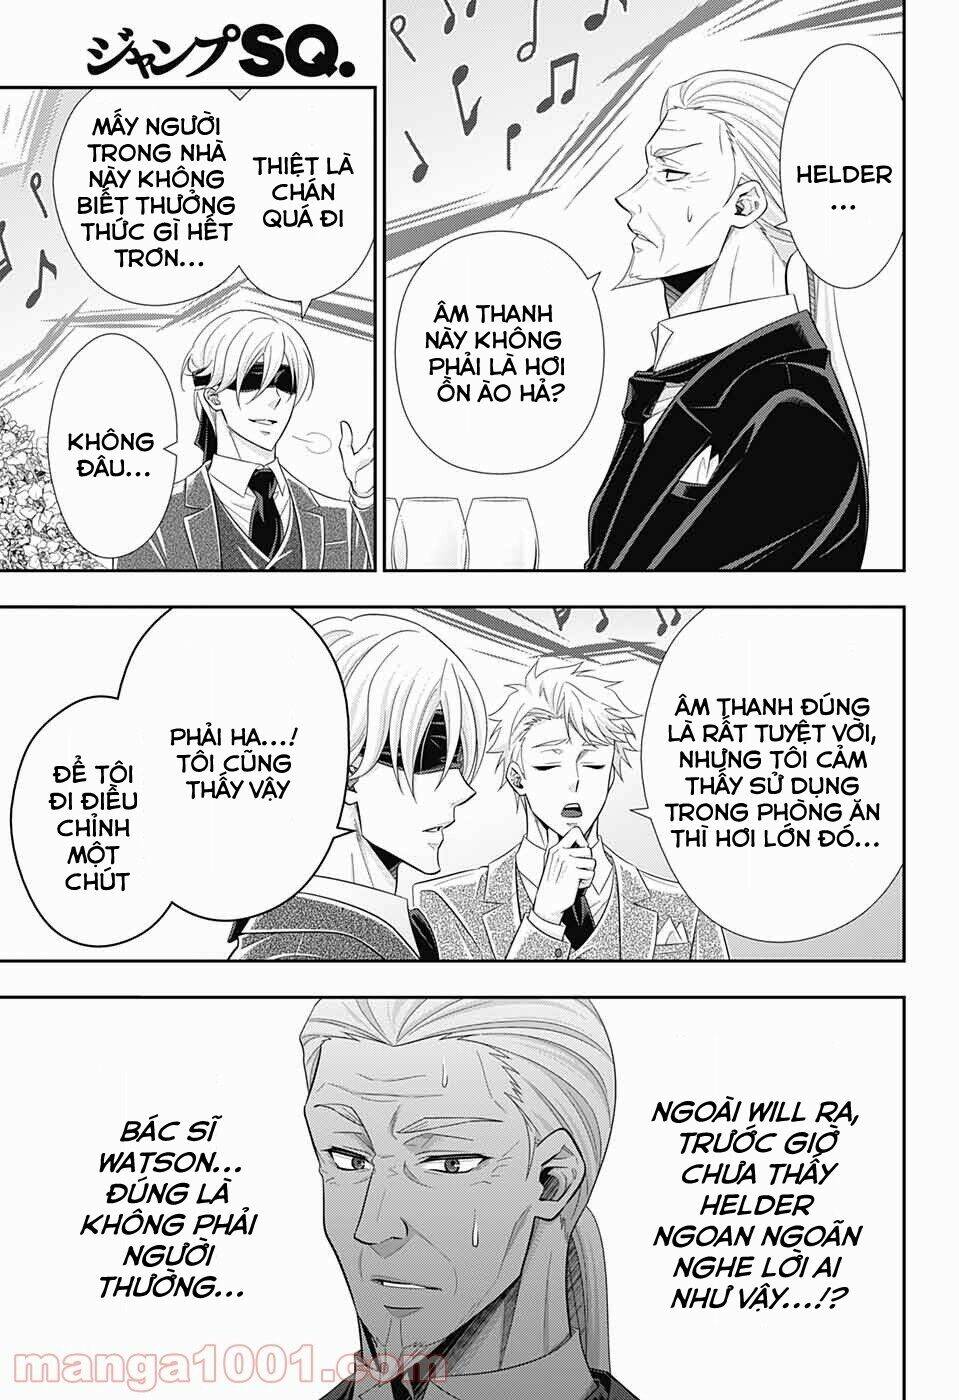 ジャンプSQ.
HELDER
...
ÂM THANH
NÀY KHÔNG
PHẢI LÀ HƠI
ỒN ÀO HẢ?
THIỆT LÀ
CHÁN
QUÁ ĐI
MẤY NGƯỜI
TRONG NHÀ
NÀY KHÔNG
BIẾT THƯỞNG
THỨC GÌ HẾT
TRƠN...
KHÔNG
ĐÂU...
ÂM THANH ĐÚNG
LÀ RẤT TUYỆT VỜI,
NHƯNG TÔI CẢM
THẤY SỬ DỤNG
TRONG PHÒNG ĂN
THÌ HƠI LỚN ĐÓ...
PHẢI HA...!
TÔI CŨNG
THẤY VẬY
ĐỂ TÔI
ĐI ĐIỀU
CHỈNH
MỘT
CHÚT
NGOÀI WILL RA,
TRƯỚC GIỜ
CHƯA THẤY
HELDER
NGOAN NGOÃN
NGHE LỜI AI
NHƯ VẬY...!?
BÁC SĨ
WATSON...
ĐÚNG LÀ
KHÔNG PHẢI
NGƯỜI
THƯỜNG...
manga1001.com